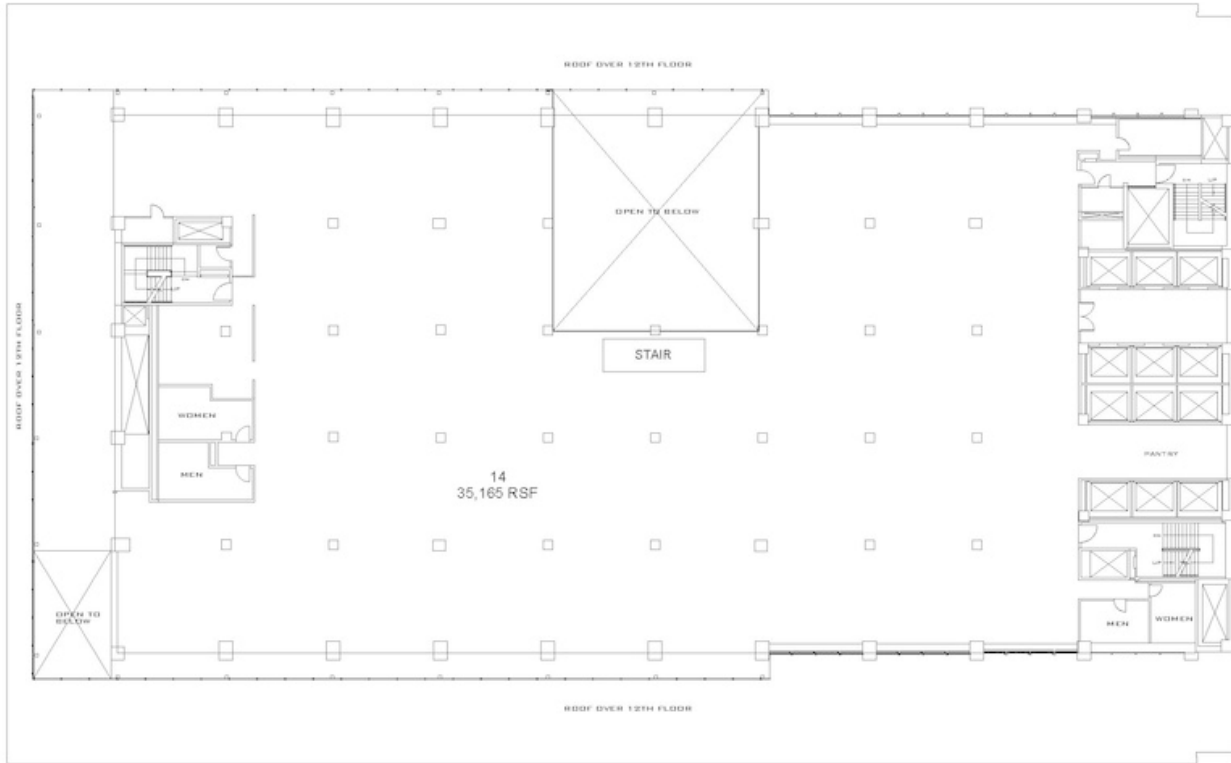 ROOF OVER 12TH FLOOR
OPEN TO BELOW
ROOF OVER 12TH FLOOR
STAIR
WOMEN
MEN
14
35,165 RSF
PANTRY
OPEN TO
BELOW
MEN
WOMEN
ROOF OVER 12TH FLOOR